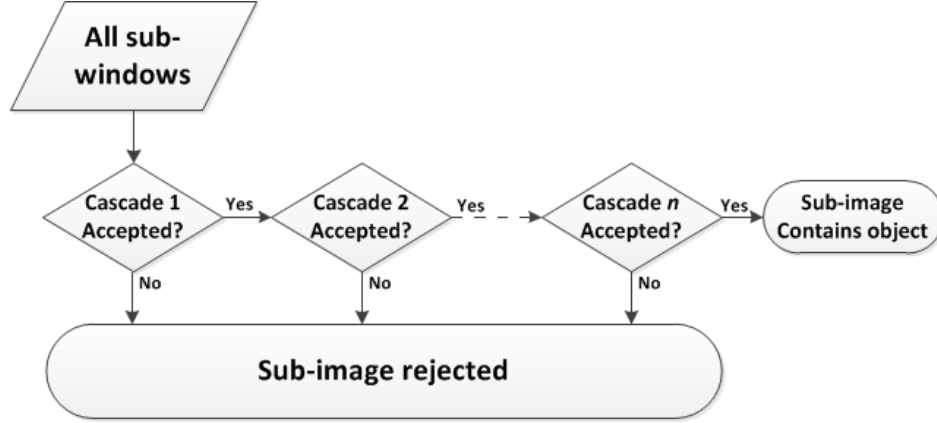 All sub-
windows
Cascade 1
Accepted?
Yes
Cascade 2
Accepted?
Yes
Cascade n
Accepted?
Yes
Sub-image
Contains object
No
No
No
Sub-image rejected